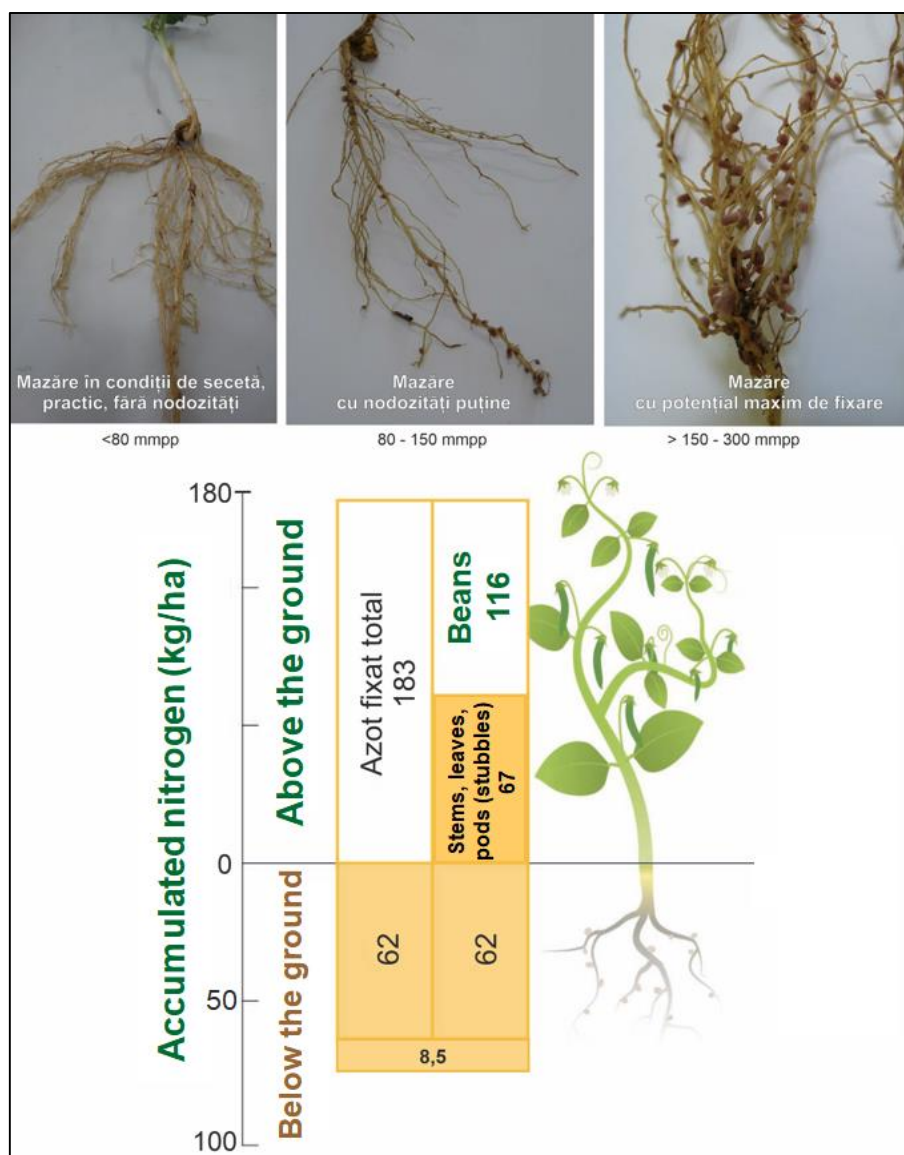 Mazăre în condiții de secetă,
practic, fără nodozități
Mazăre
cu nodozități puține
Mazăre
cu potențial maxim de fixare
<80 mmpp
80 - 150 mmpp
> 150 - 300 mmpp
Accumulated nitrogen (kg/ha)
180
0
50
100
Above the ground
Below the ground
Azot fixat total
183
Beans
116
Stems, leaves,
pods (stubbles)
67
62
62
8,5